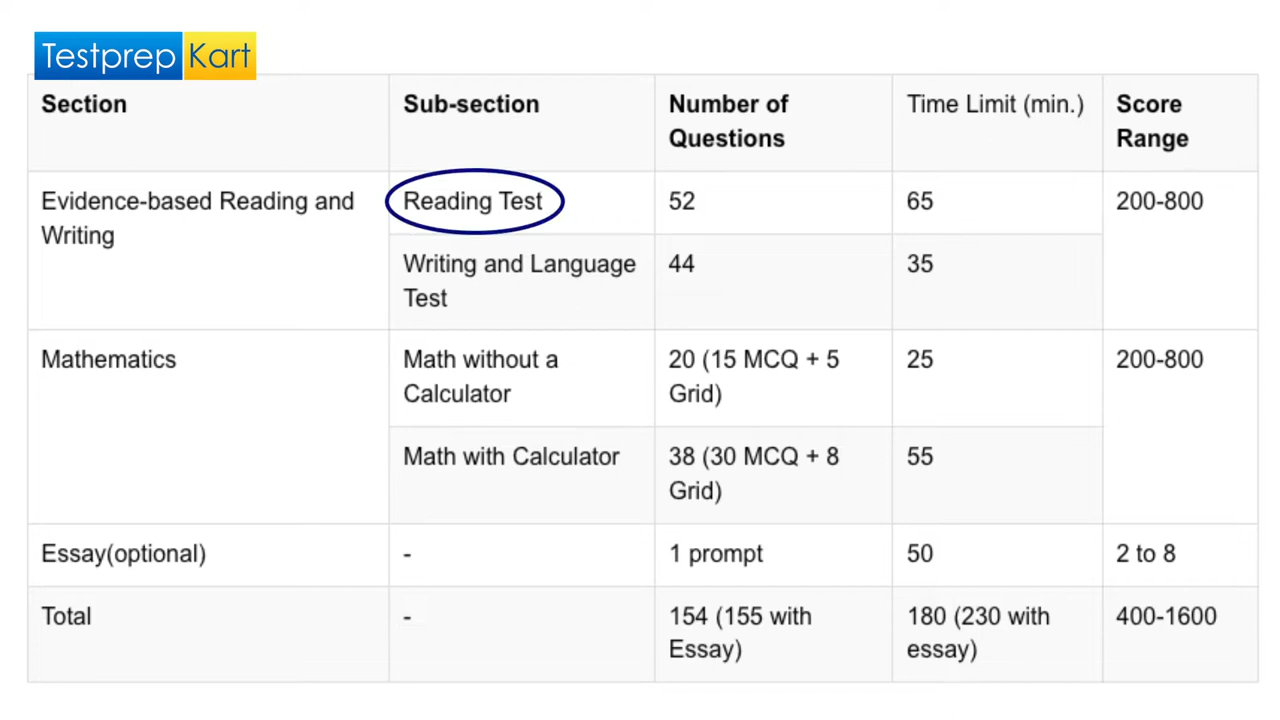 Testprep Kart
Section Sub-section Number of Questions Time Limit (min.) Score Range
Evidence-based Reading and Writing Reading Test 52 65 200-800
Writing and Language Test 44 35
Mathematics Math without a Calculator 20 (15 MCQ + 5 Grid) 25 200-800
Math with Calculator 38 (30 MCQ + 8 Grid) 55
Essay(optional) - 1 prompt 50 2 to 8
Total - 154 (155 with Essay) 180 (230 with essay) 400-1600